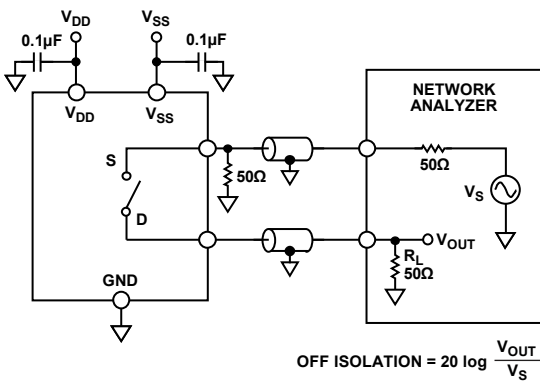 VDD VSS
0.1µF 0.1µF
VDD VSS
NETWORK
ANALYZER
S
50Ω
50Ω
VS
D
VOUT
RL
50Ω
GND
OFF ISOLATION = 20 log VOUT
VS